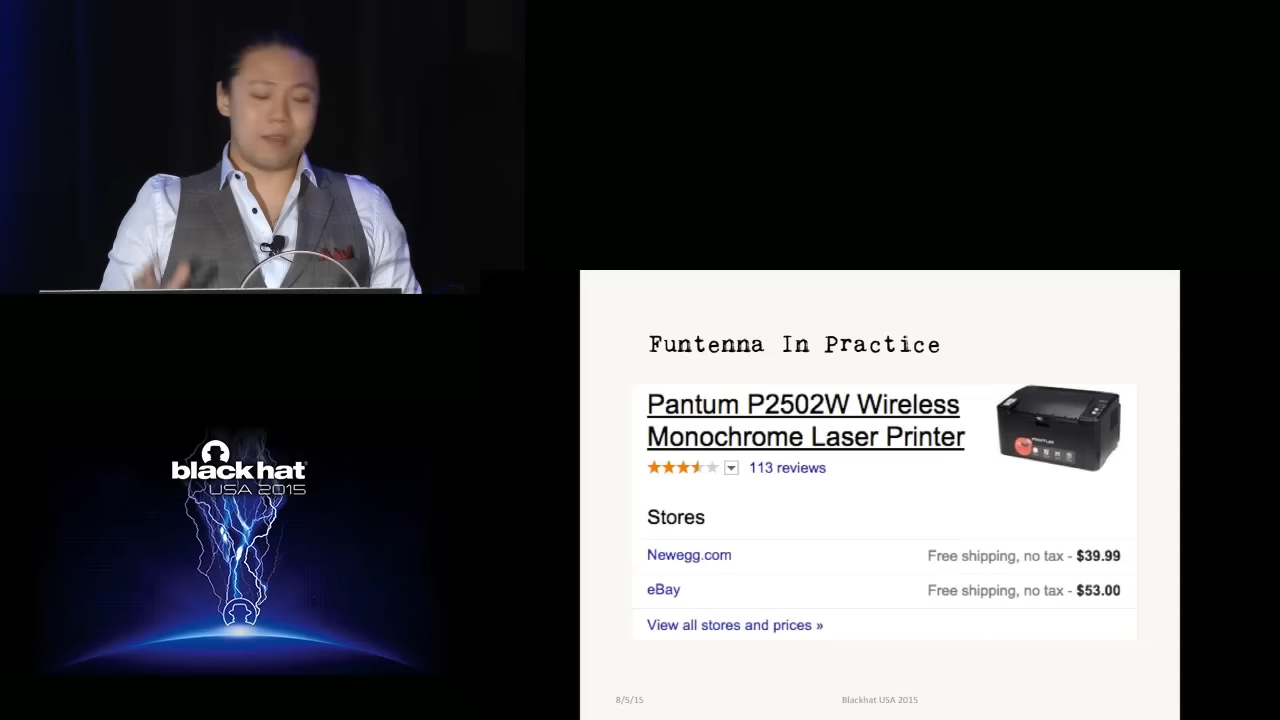 black hat
USA 2015
Funtenna In Practice
Pantum P2502W Wireless
Monochrome Laser Printer
113 reviews
PANTUM
Stores
Newegg.com Free shipping, no tax - $39.99
eBay Free shipping, no tax - $53.00
View all stores and prices »
8/5/15 Blackhat USA 2015